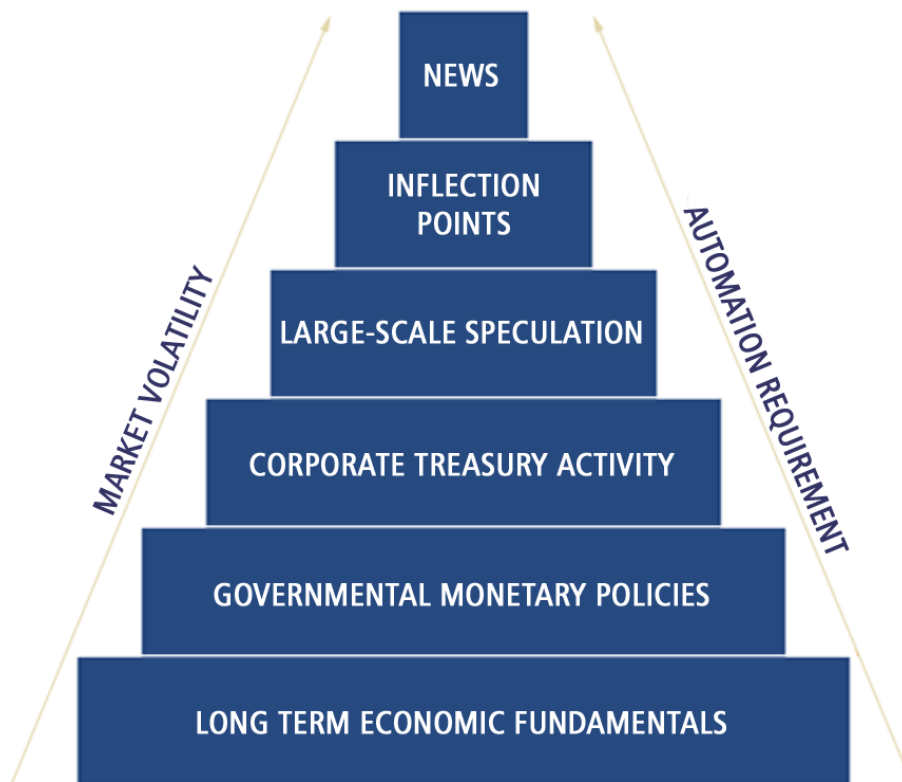 NEWS
INFLECTION
POINTS
LARGE-SCALE SPECULATION
CORPORATE TREASURY ACTIVITY
GOVERNMENTAL MONETARY POLICIES
LONG TERM ECONOMIC FUNDAMENTALS
MARKET VOLATILITY
AUTOMATION REQUIREMENT